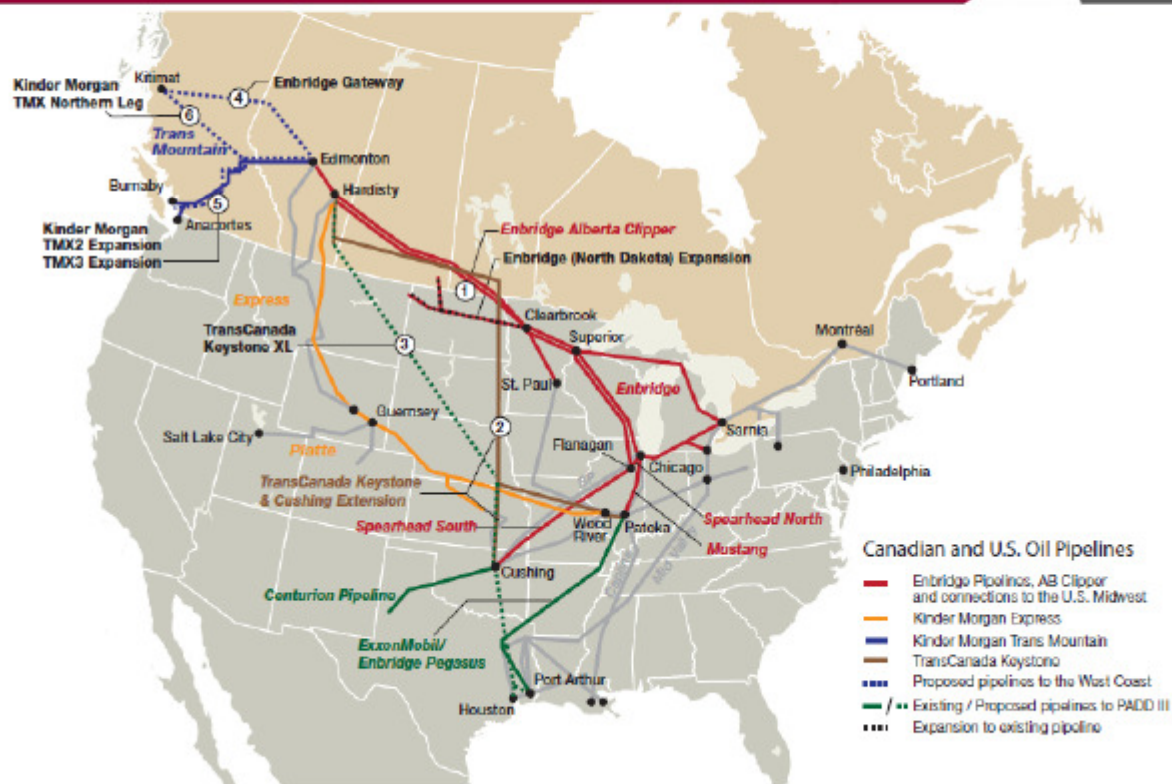 Kinder Morgan
TMX Northern Leg
Kitimat
4
Enbridge Gateway
6
Trans
Mountain
Edmonton
Burnaby
Hardisty
5
Anacortes
Kinder Morgan
TMX2 Expansion
TMX3 Expansion
Enbridge Alberta Clipper
Enbridge (North Dakota) Expansion
1
Express
Clearbrook
TransCanada
Keystone XL
3
Superior
Montréal
St. Paul
Enbridge
Portland
Guernsey
Salt Lake City
2
Sarnia
Platte
Flanagan
Chicago
Philadelphia
TransCanada Keystone
& Cushing Extension
Spearhead South
Wood
River
Patoka
Spearhead North
Mustang
Cushing
Centurion Pipeline
ExxonMobil/
Enbridge Pegasus
Port Arthur
Houston
Canadian and U.S. Oil Pipelines
Enbridge Pipelines, AB Clipper
and connections to the U.S. Midwest
Kinder Morgan Express
Kinder Morgan Trans Mountain
TransCanada Keystone
Proposed pipelines to the West Coast
/ Existing / Proposed pipelines to PADD III
Expansion to existing pipeline